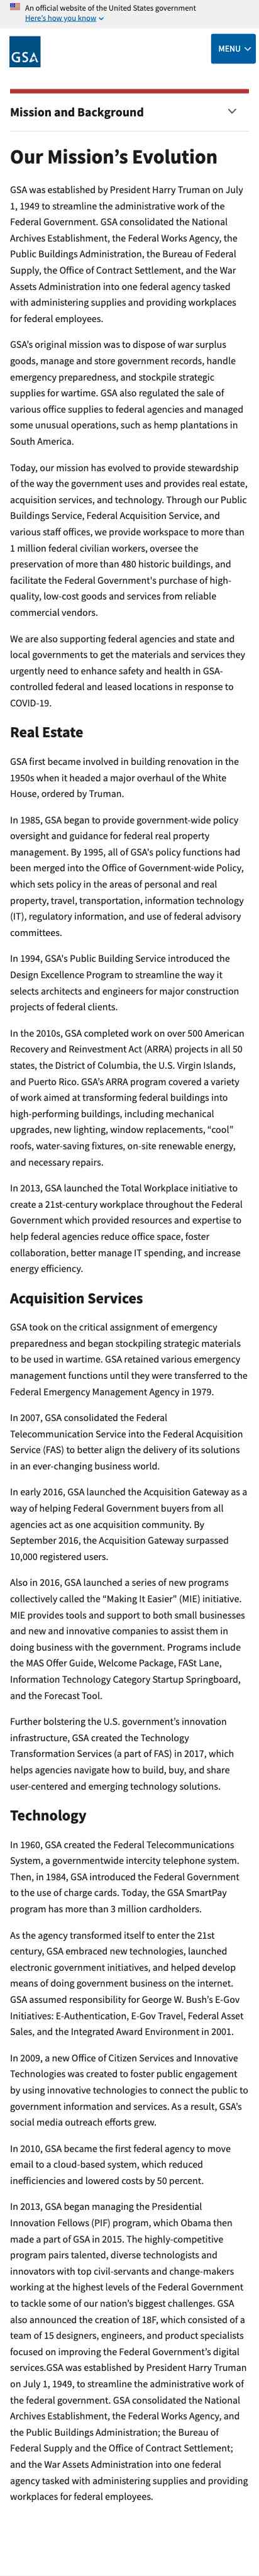 An official website of the United States government
Here's how you know
GSA
MENU
Mission and Background
Our Mission's Evolution
GSA was established by President Harry Truman on July
1, 1949 to streamline the administrative work of the
Federal Government. GSA consolidated the National
Archives Establishment, the Federal Works Agency, the
Public Buildings Administration, the Bureau of Federal
Supply, the Office of Contract Settlement, and the War
Assets Administration into one federal agency tasked
with administering supplies and providing workplaces
for federal employees.
GSA's original mission was to dispose of war surplus
goods, manage and store government records, handle
emergency preparedness, and stockpile strategic
supplies for wartime. GSA also regulated the sale of
various office supplies to federal agencies and managed
some unusual operations, such as hemp plantations in
South America.
Today, our mission has evolved to provide stewardship
of the way the government uses and provides real estate,
acquisition services, and technology. Through our Public
Buildings Service, Federal Acquisition Service, and
various staff offices, we provide workspace to more than
1 million federal civilian workers, oversee the
preservation of more than 480 historic buildings, and
facilitate the Federal Government's purchase of high-
quality, low-cost goods and services from reliable
commercial vendors.
We are also supporting federal agencies and state and
local governments to get the materials and services they
urgently need to enhance safety and health in GSA-
controlled federal and leased locations in response to
COVID-19.
Real Estate
GSA first became involved in building renovation in the
1950s when it headed a major overhaul of the White
House, ordered by Truman.
In 1985, GSA began to provide government-wide policy
oversight and guidance for federal real property
management. By 1995, all of GSA's policy functions had
been merged into the Office of Government-wide Policy,
which sets policy in the areas of personal and real
property, travel, transportation, information technology
(IT), regulatory information, and use of federal advisory
committees.
In 1994, GSA's Public Building Service introduced the
Design Excellence Program to streamline the way it
selects architects and engineers for major construction
projects of federal clients.
In the 2010s, GSA completed work on over 500 American
Recovery and Reinvestment Act (ARRA) projects in all 50
states, the District of Columbia, the U.S. Virgin Islands,
and Puerto Rico. GSA's ARRA program covered a variety
of work aimed at transforming federal buildings into
high-performing buildings, including mechanical
upgrades, new lighting, window replacements, "cool"
roofs, water-saving fixtures, on-site renewable energy,
and necessary repairs.
In 2013, GSA launched the Total Workplace initiative to
create a 21st-century workplace throughout the Federal
Government which provided resources and expertise to
help federal agencies reduce office space, foster
collaboration, better manage IT spending, and increase
energy efficiency.
Acquisition Services
GSA took on the critical assignment of emergency
preparedness and began stockpiling strategic materials
to be used in wartime. GSA retained various emergency
management functions until they were transferred to the
Federal Emergency Management Agency in 1979.
In 2007, GSA consolidated the Federal
Telecommunication Service into the Federal Acquisition
Service (FAS) to better align the delivery of its solutions
in an ever-changing business world.
In early 2016, GSA launched the Acquisition Gateway as a
way of helping Federal Government buyers from all
agencies act as one acquisition community. By
September 2016, the Acquisition Gateway surpassed
10,000 registered users.
Also in 2016, GSA launched a series of new programs
collectively called the "Making It Easier" (MIE) initiative.
MIE provides tools and support to both small businesses
and new and innovative companies to assist them in
doing business with the government. Programs include
the MAS Offer Guide, Welcome Package, FASt Lane,
Information Technology Category Startup Springboard,
and the Forecast Tool.
Further bolstering the U.S. government's innovation
infrastructure, GSA created the Technology
Transformation Services (a part of FAS) in 2017, which
helps agencies navigate how to build, buy, and share
user-centered and emerging technology solutions.
Technology
In 1960, GSA created the Federal Telecommunications
System, a governmentwide intercity telephone system.
Then, in 1984, GSA introduced the Federal Government
to the use of charge cards. Today, the GSA SmartPay
program has more than 3 million cardholders.
As the agency transformed itself to enter the 21st
century, GSA embraced new technologies, launched
electronic government initiatives, and helped develop
means of doing government business on the internet.
GSA assumed responsibility for George W. Bush's E-Gov
Initiatives: E-Authentication, E-Gov Travel, Federal Asset
Sales, and the Integrated Award Environment in 2001.
In 2009, a new Office of Citizen Services and Innovative
Technologies was created to foster public engagement
by using innovative technologies to connect the public to
government information and services. As a result, GSA's
social media outreach efforts grew.
In 2010, GSA became the first federal agency to move
email to a cloud-based system, which reduced
inefficiencies and lowered costs by 50 percent.
In 2013, GSA began managing the Presidential
Innovation Fellows (PIF) program, which Obama then
made a part of GSA in 2015. The highly-competitive
program pairs talented, diverse technologists and
innovators with top civil-servants and change-makers
working at the highest levels of the Federal Government
to tackle some of our nation's biggest challenges. GSA
also announced the creation of 18F, which consisted of a
team of 15 designers, engineers, and product specialists
focused on improving the Federal Government's digital
services.GSA was established by President Harry Truman
on July 1, 1949, to streamline the administrative work of
the federal government. GSA consolidated the National
Archives Establishment, the Federal Works Agency, and
the Public Buildings Administration; the Bureau of
Federal Supply and the Office of Contract Settlement;
and the War Assets Administration into one federal
agency tasked with administering supplies and providing
workplaces for federal employees.